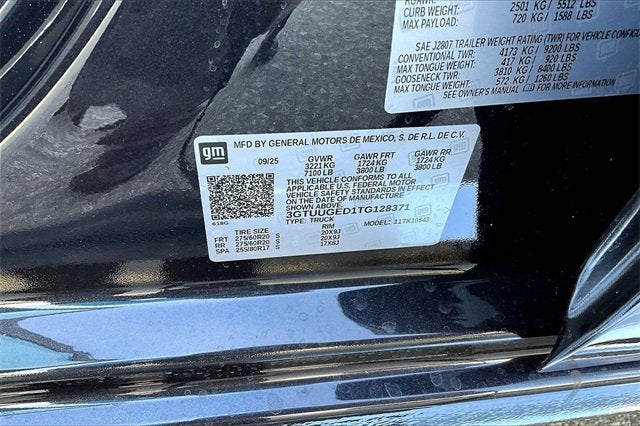 CURB WEIGHT: 2501 KG / 5512 LBS
MAX PAYLOAD: 720 KG / 1588 LBS
SAE J2807 TRAILER WEIGHT RATING (TWR) FOR VEHICLE
CONVENTIONAL TWR: 4173 KG / 9200 LBS
MAX TONGUE WEIGHT: 417 KG / 920 LBS
GOOSENECK TWR: 3810 KG / 8400 LBS
MAX TONGUE WEIGHT: 572 KG / 1260 LBS
SEE OWNER'S MANUAL FOR MORE INFORMATION
gm
MFD BY GENERAL MOTORS DE MEXICO, S. DE R.L. DE C.V.
09/25 GVWR GAWR FRT GAWR RR
3221 KG 1724 KG 1724 KG
7100 LB 3800 LB 3800 LB
THIS VEHICLE CONFORMS TO ALL
APPLICABLE U.S. FEDERAL MOTOR
VEHICLE SAFETY STANDARDS IN EFFECT
ON THE DATE OF MANUFACTURE
3GTUUGED1TG128371
618G TYPE: TRUCK MODEL: 11TK10543
TIRE SIZE RIM
FRT 275/60R20 S 20X9J
RR 275/60R20 S 20X9J
SPA 255/80R17 S 17X8J